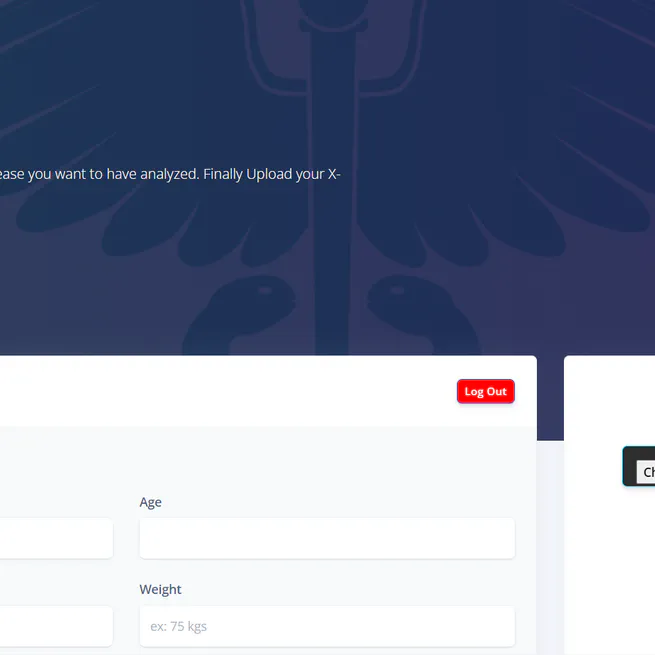 ease you want to have analyzed. Finally Upload your X-
Log Out
Ch
Age
Weight
ex: 75 kgs